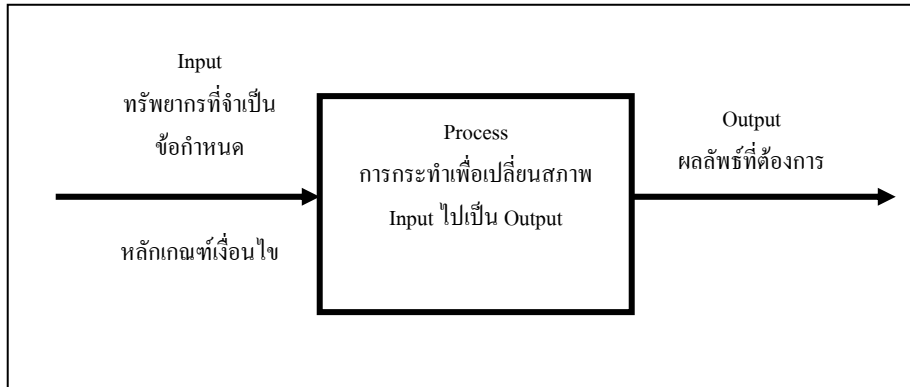 Input
ทรัพยากรที่จำเป็น
ข้อกำหนด
หลักเกณฑ์เงื่อนไข
Process
การกระทำเพื่อเปลี่ยนสภาพ
Input ไปเป็น Output
Output
ผลลัพธ์ที่ต้องการ